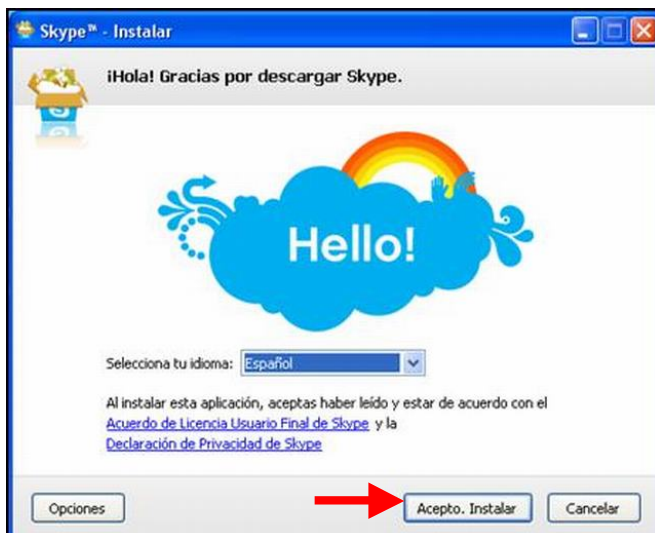 Skype™ - Instalar
¡Hola! Gracias por descargar Skype.
S
Hello!
Selecciona tu idioma: Español
Al instalar esta aplicación, aceptas haber leído y estar de acuerdo con el
Acuerdo de Licencia Usuario Final de Skype y la
Declaración de Privacidad de Skype
Opciones Acepto. Instalar Cancelar